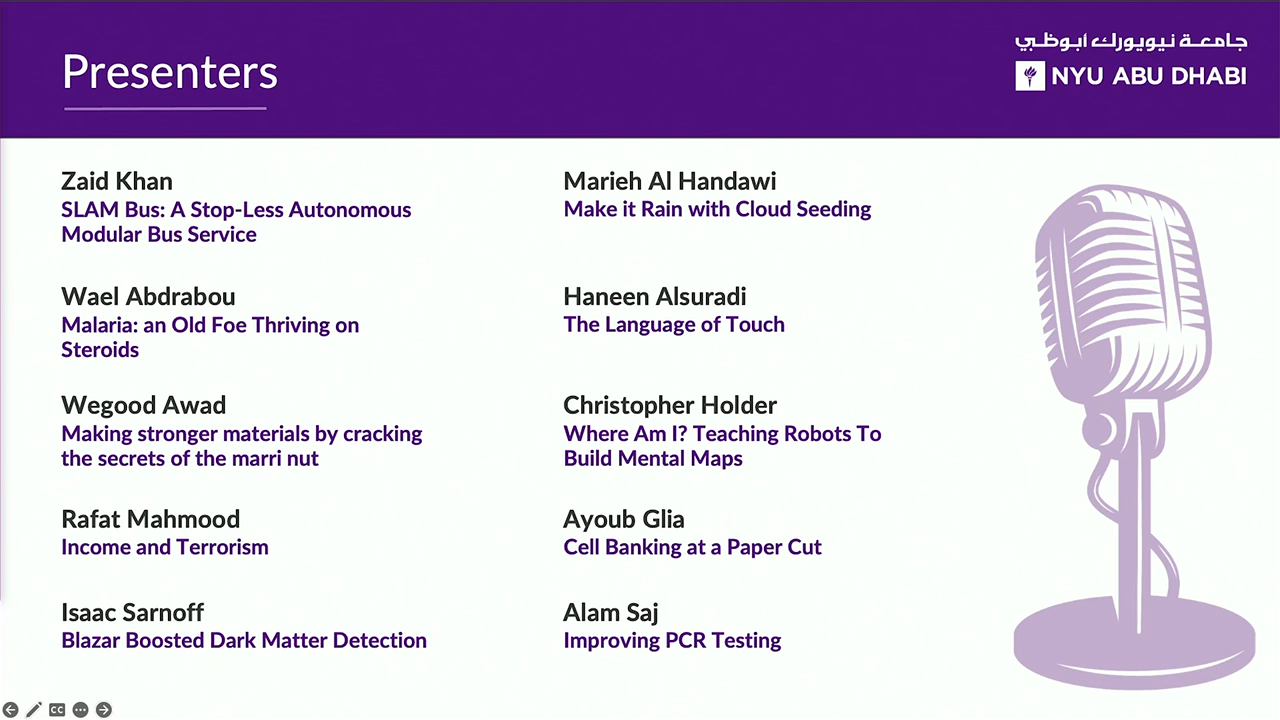 Presenters
جامعـة نيويورك أبوظـبي
NYU ABU DHABI
Zaid Khan
SLAM Bus: A Stop-Less Autonomous
Modular Bus Service
Wael Abdrabou
Malaria: an Old Foe Thriving on
Steroids
Wegood Awad
Making stronger materials by cracking
the secrets of the marri nut
Rafat Mahmood
Income and Terrorism
Isaac Sarnoff
Blazar Boosted Dark Matter Detection
Marieh Al Handawi
Make it Rain with Cloud Seeding
Haneen Alsuradi
The Language of Touch
Christopher Holder
Where Am I? Teaching Robots To
Build Mental Maps
Ayoub Glia
Cell Banking at a Paper Cut
Alam Saj
Improving PCR Testing
CC